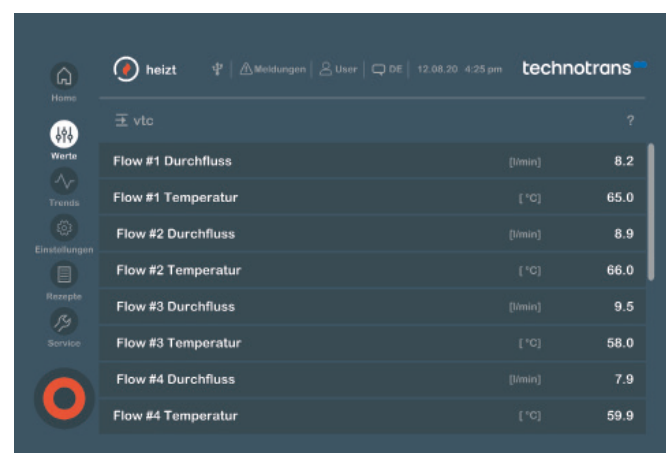 heizt Meldungen User DE 12.08.20 4:25 pm technotrans
Home
vtc ?
Werte
Flow #1 Durchfluss [l/min] 8.2
Trends
Flow #1 Temperatur [ °C] 65.0
Flow #2 Durchfluss [l/min] 8.9
Einstellungen
Flow #2 Temperatur [ °C] 66.0
Rezepte
Flow #3 Durchfluss [l/min] 9.5
Service
Flow #3 Temperatur [ °C] 58.0
Flow #4 Durchfluss [l/min] 7.9
Flow #4 Temperatur [ °C] 59.9